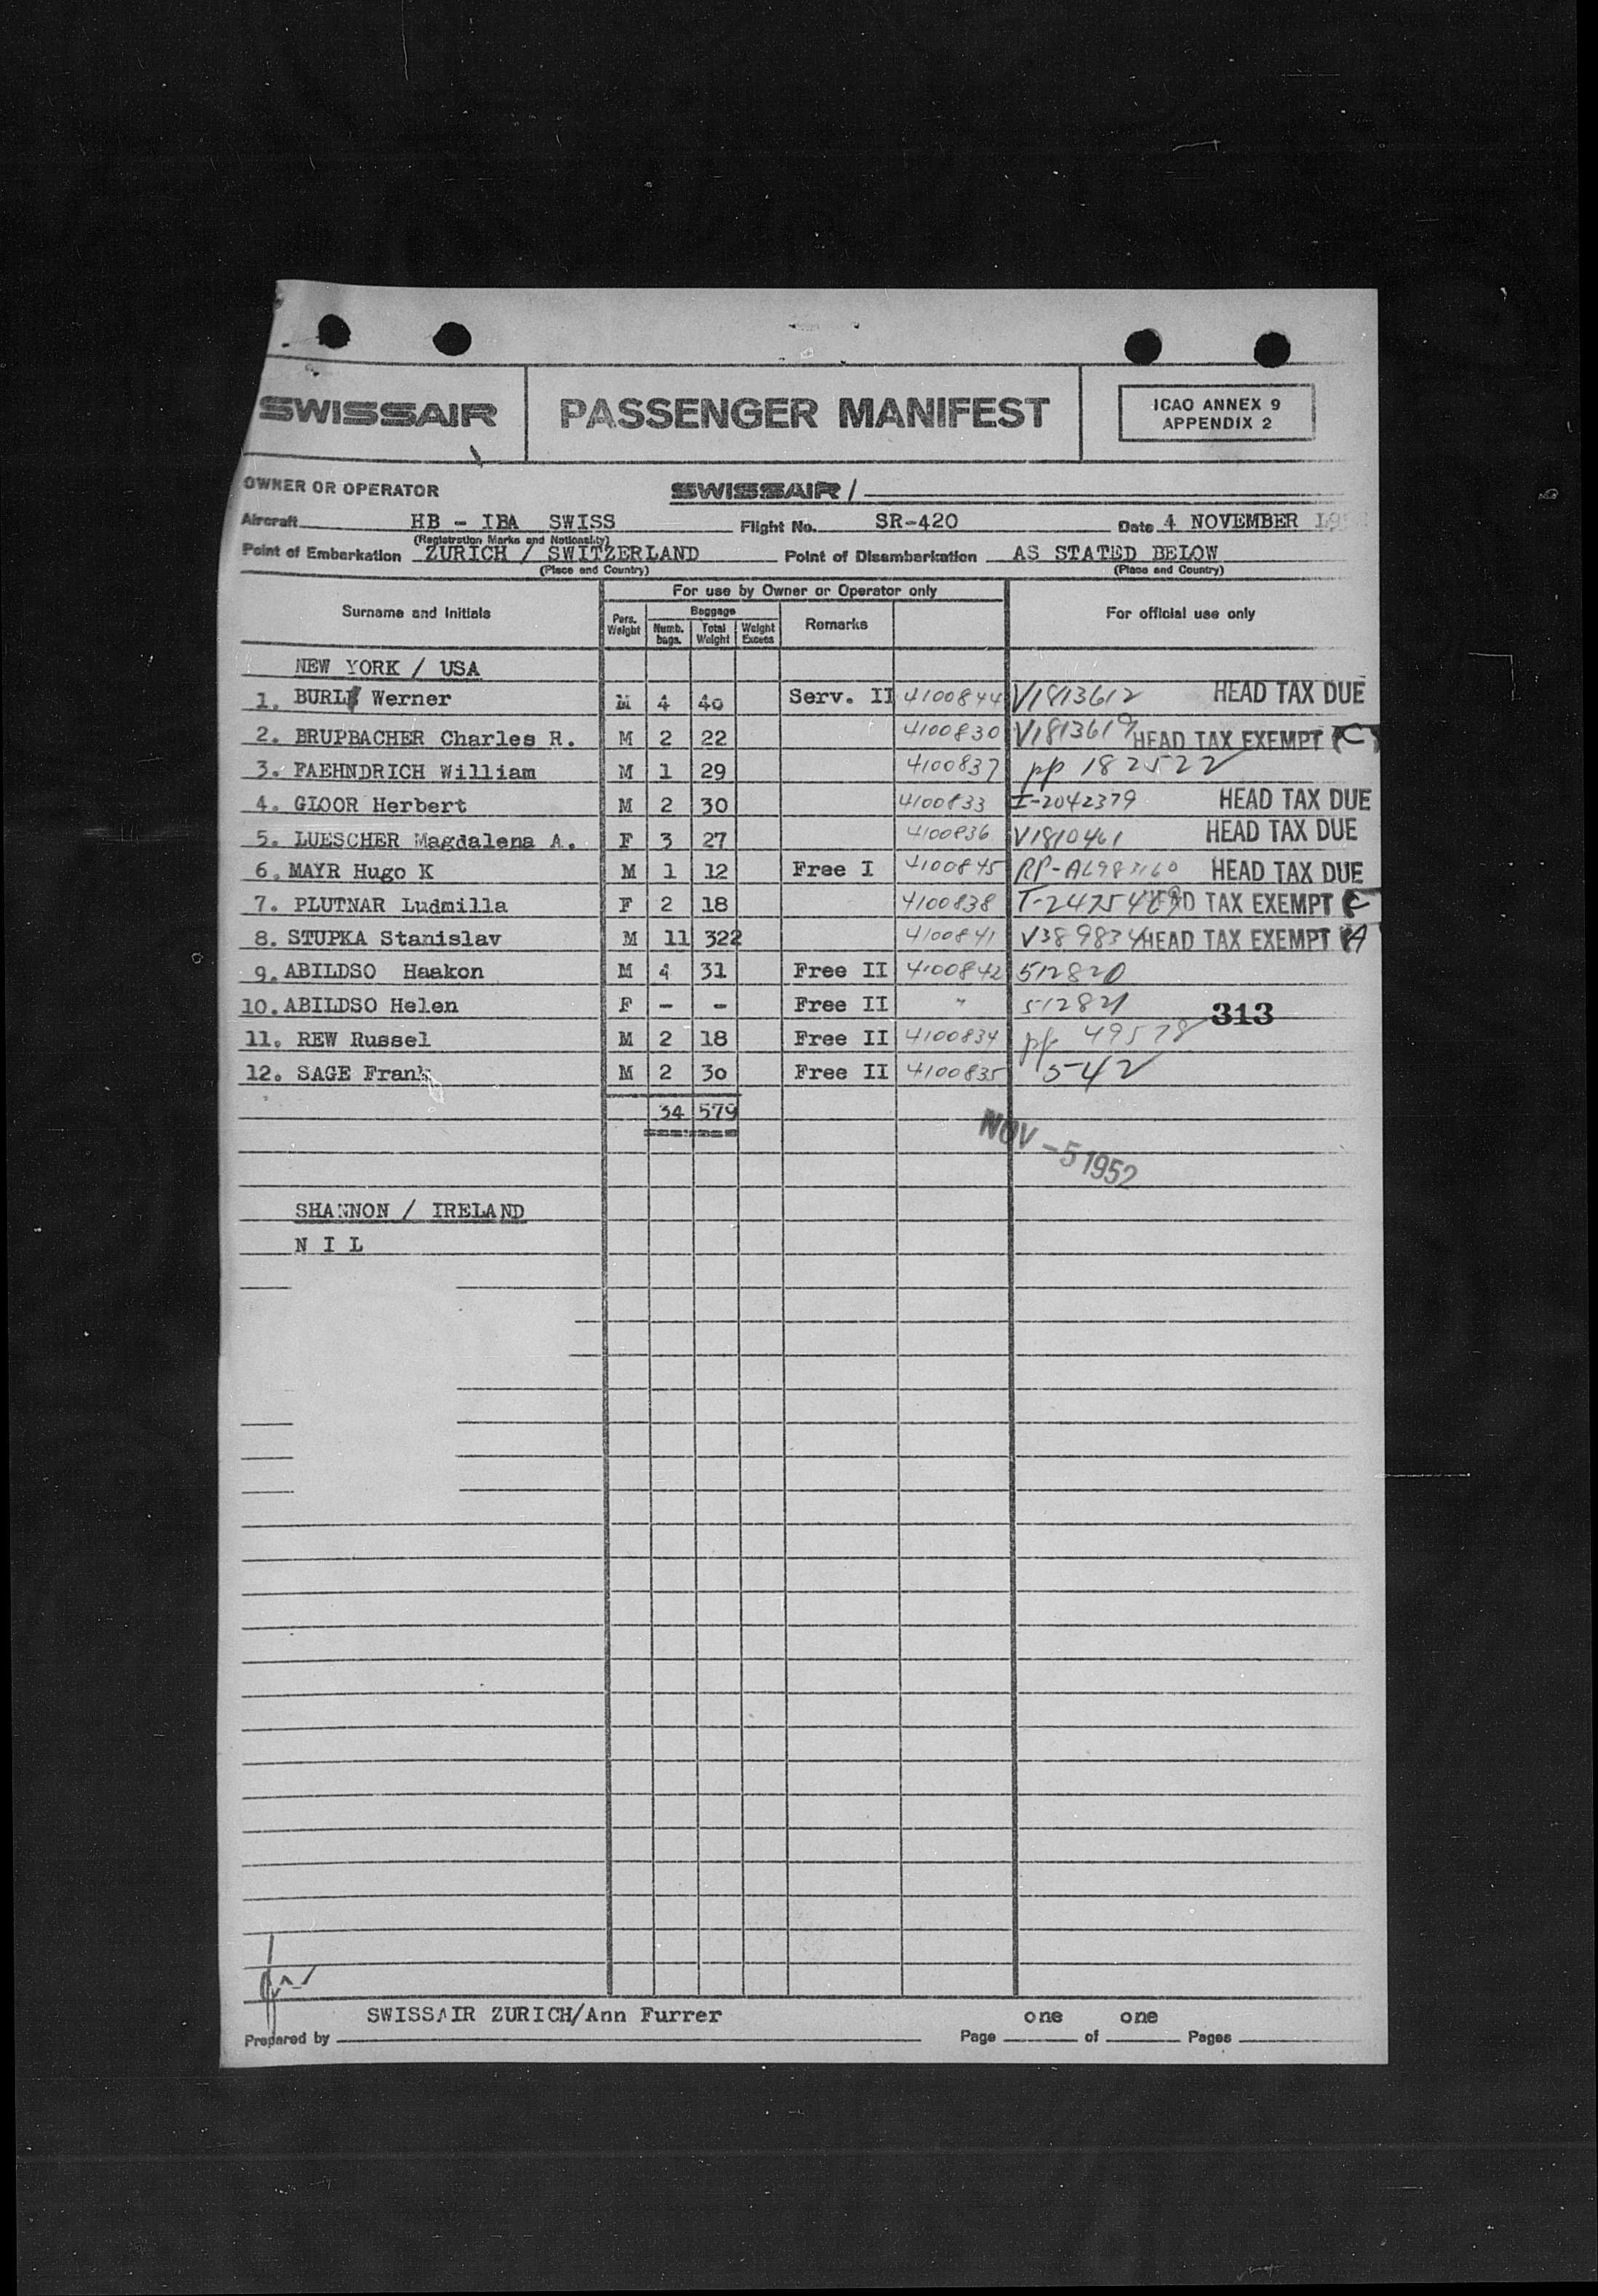 SWISSAIR PASSENGER MANIFEST ICAO ANNEX 9
APPENDIX 2
OWNER OR OPERATOR SWISSAIR /
Aircraft HB - IBA SWISS Flight No. SR-420 Date 4 NOVEMBER
(Registration Marks and Nationality)
Point of Embarkation ZURICH / SWITZERLAND Point of Disembarkation AS STATED BELOW
(Place and Country) (Place and Country)
For use by Owner or Operator only
Surname and Initials Pers. Weight Baggage Remarks For official use only
Numb. bags. Total Weight Weight Excess
NEW YORK / USA
1. Werner M 4 40 Serv. II 4100844 V1813612 HEAD TAX DUE
2. BRUPBACHER Charles R. M 2 22 4100830 V1813619 HEAD TAX EXEMPT C
3. FAEHNDRICH William M 1 29 4100837 pp 182522
4. GLOOR Herbert M 2 30 4100833 I-2042379 HEAD TAX DUE
5. LUESCHER Magdalena A. F 3 27 4100836 V1810461 HEAD TAX DUE
6. MAYR Hugo K M 1 12 Free I 4100845 HEAD TAX DUE
7. PLUTNAR Ludmilla F 2 18 4100838 HEAD TAX EXEMPT C
8. STUPKA Stanislav M 11 322 4100841 V389834 HEAD TAX EXEMPT A
9. ABILDSO Haakon M 4 31 Free II 4100842 512820
10. ABILDSO Helen F - - Free II " 512821 313
11. REW Russel M 2 18 Free II 4100834 pp 49578
12. SAGE Frank M 2 30 Free II 4100835 542
34 579
NOV -5 1952
SHANNON / IRELAND
N I L
SWISSAIR ZURICH/Ann Furrer one one
Prepared by Page of Pages